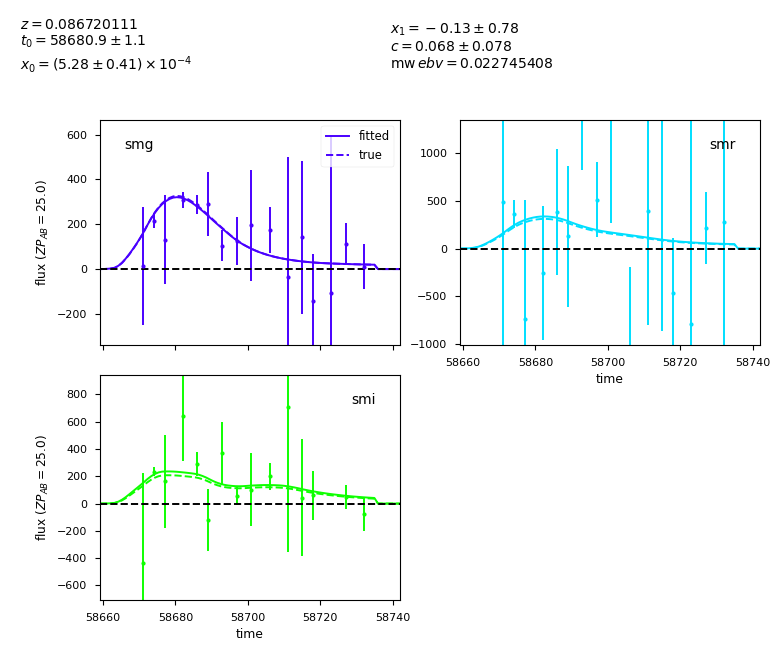 z = 0.086720111
t₀ = 58680.9 ± 1.1
x₀ = (5.28 ± 0.41) × 10⁻⁴
x₁ = −0.13 ± 0.78
c = 0.068 ± 0.078
mw ebv = 0.022745408
smg
fitted
true
600
400
200
0
−200
flux (ZP_AB = 25.0)
smr
1000
500
0
−500
−1000
58660 58680 58700 58720 58740
time
smi
800
600
400
200
0
−200
−400
−600
flux (ZP_AB = 25.0)
58660 58680 58700 58720 58740
time